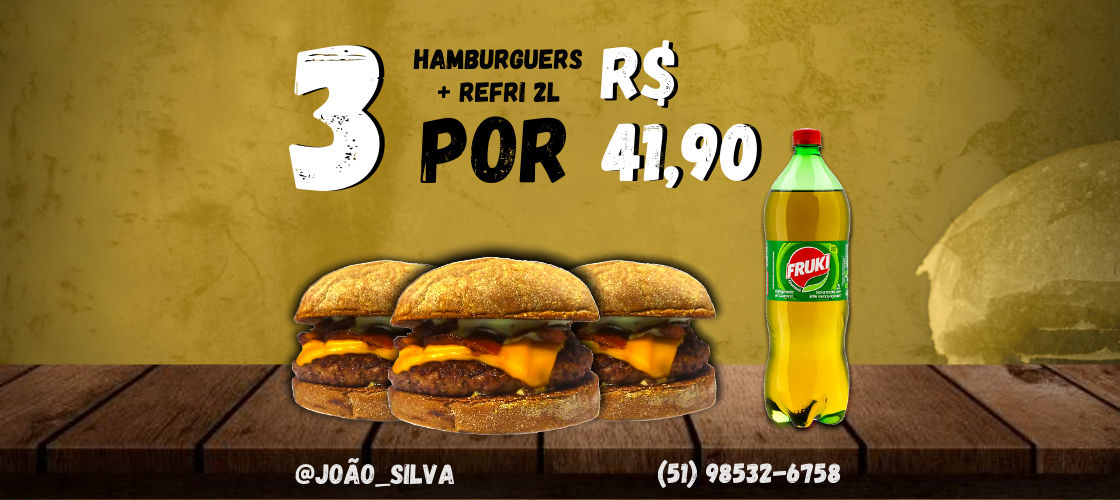 3
HAMBURGUERS
+ REFRI 2L
POR
R$
41,90
FRUKI
@JOÃO_SILVA
(51) 98532-6758